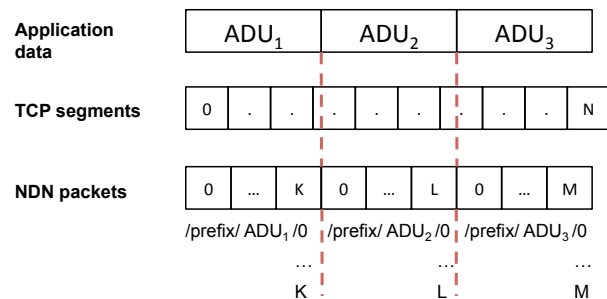 Application data
ADU₁ ADU₂ ADU₃
TCP segments
0 . . . . . . . . N
NDN packets
0 ... K 0 ... L 0 ... M
/prefix/ ADU₁ /0 /prefix/ ADU₂ /0 /prefix/ ADU₃ /0
... ... ...
K L M